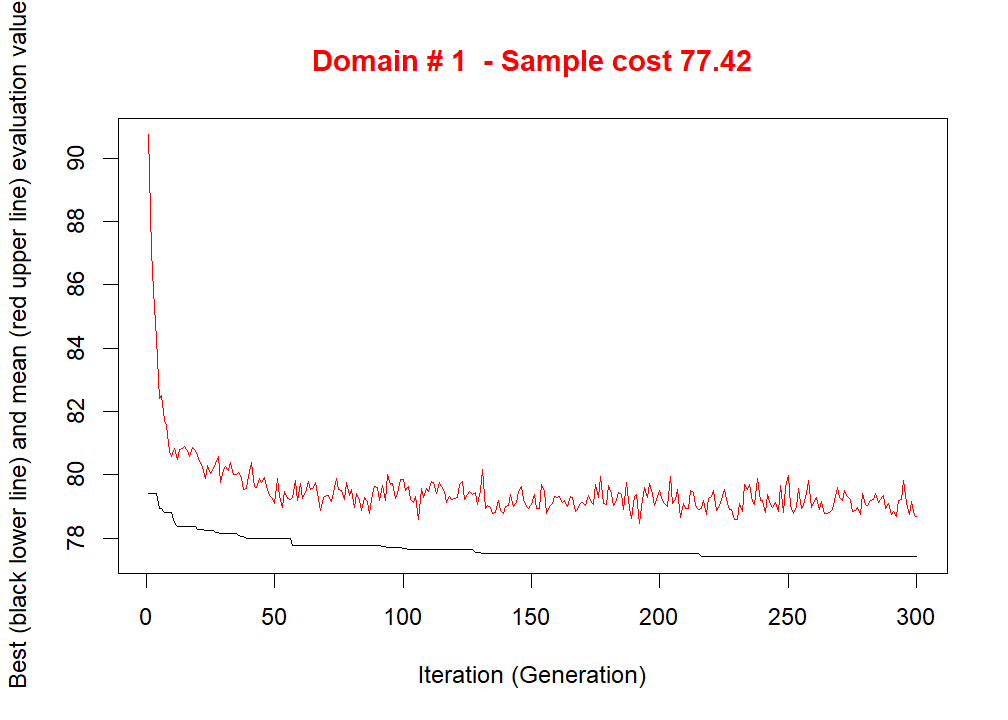 Domain # 1  - Sample cost 77.42
Best (black lower line) and mean (red upper line) evaluation value
90
88
86
84
82
80
78
0 50 100 150 200 250 300
Iteration (Generation)